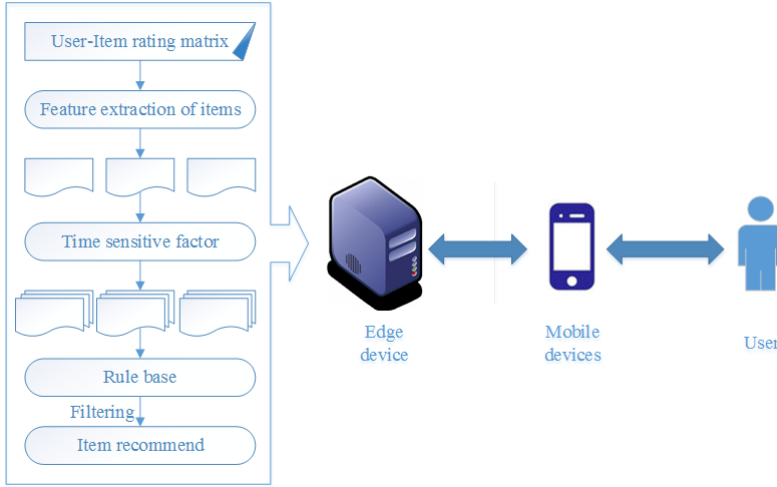 User-Item rating matrix
Feature extraction of items
Time sensitive factor
Rule base
Filtering
Item recommend
Edge
device
Mobile
devices
User